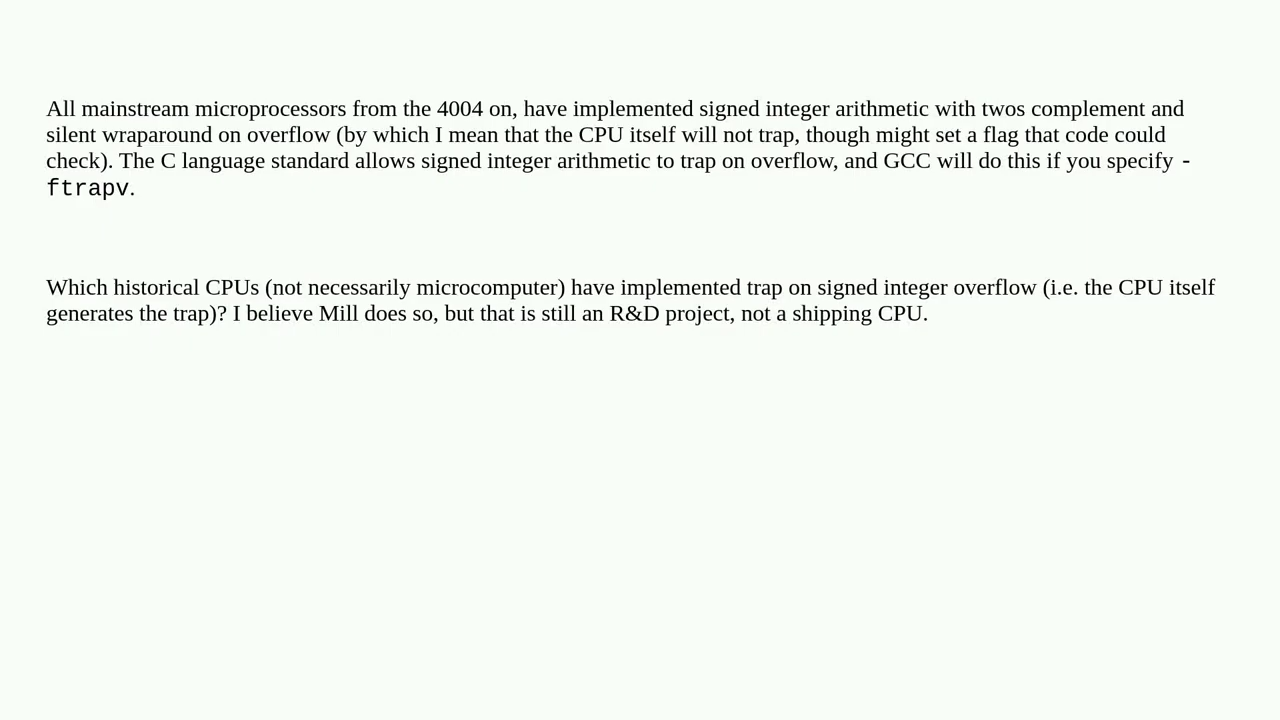 All mainstream microprocessors from the 4004 on, have implemented signed integer arithmetic with twos complement and
silent wraparound on overflow (by which I mean that the CPU itself will not trap, though might set a flag that code could
check). The C language standard allows signed integer arithmetic to trap on overflow, and GCC will do this if you specify -
ftrapv.
Which historical CPUs (not necessarily microcomputer) have implemented trap on signed integer overflow (i.e. the CPU itself
generates the trap)? I believe Mill does so, but that is still an R&D project, not a shipping CPU.